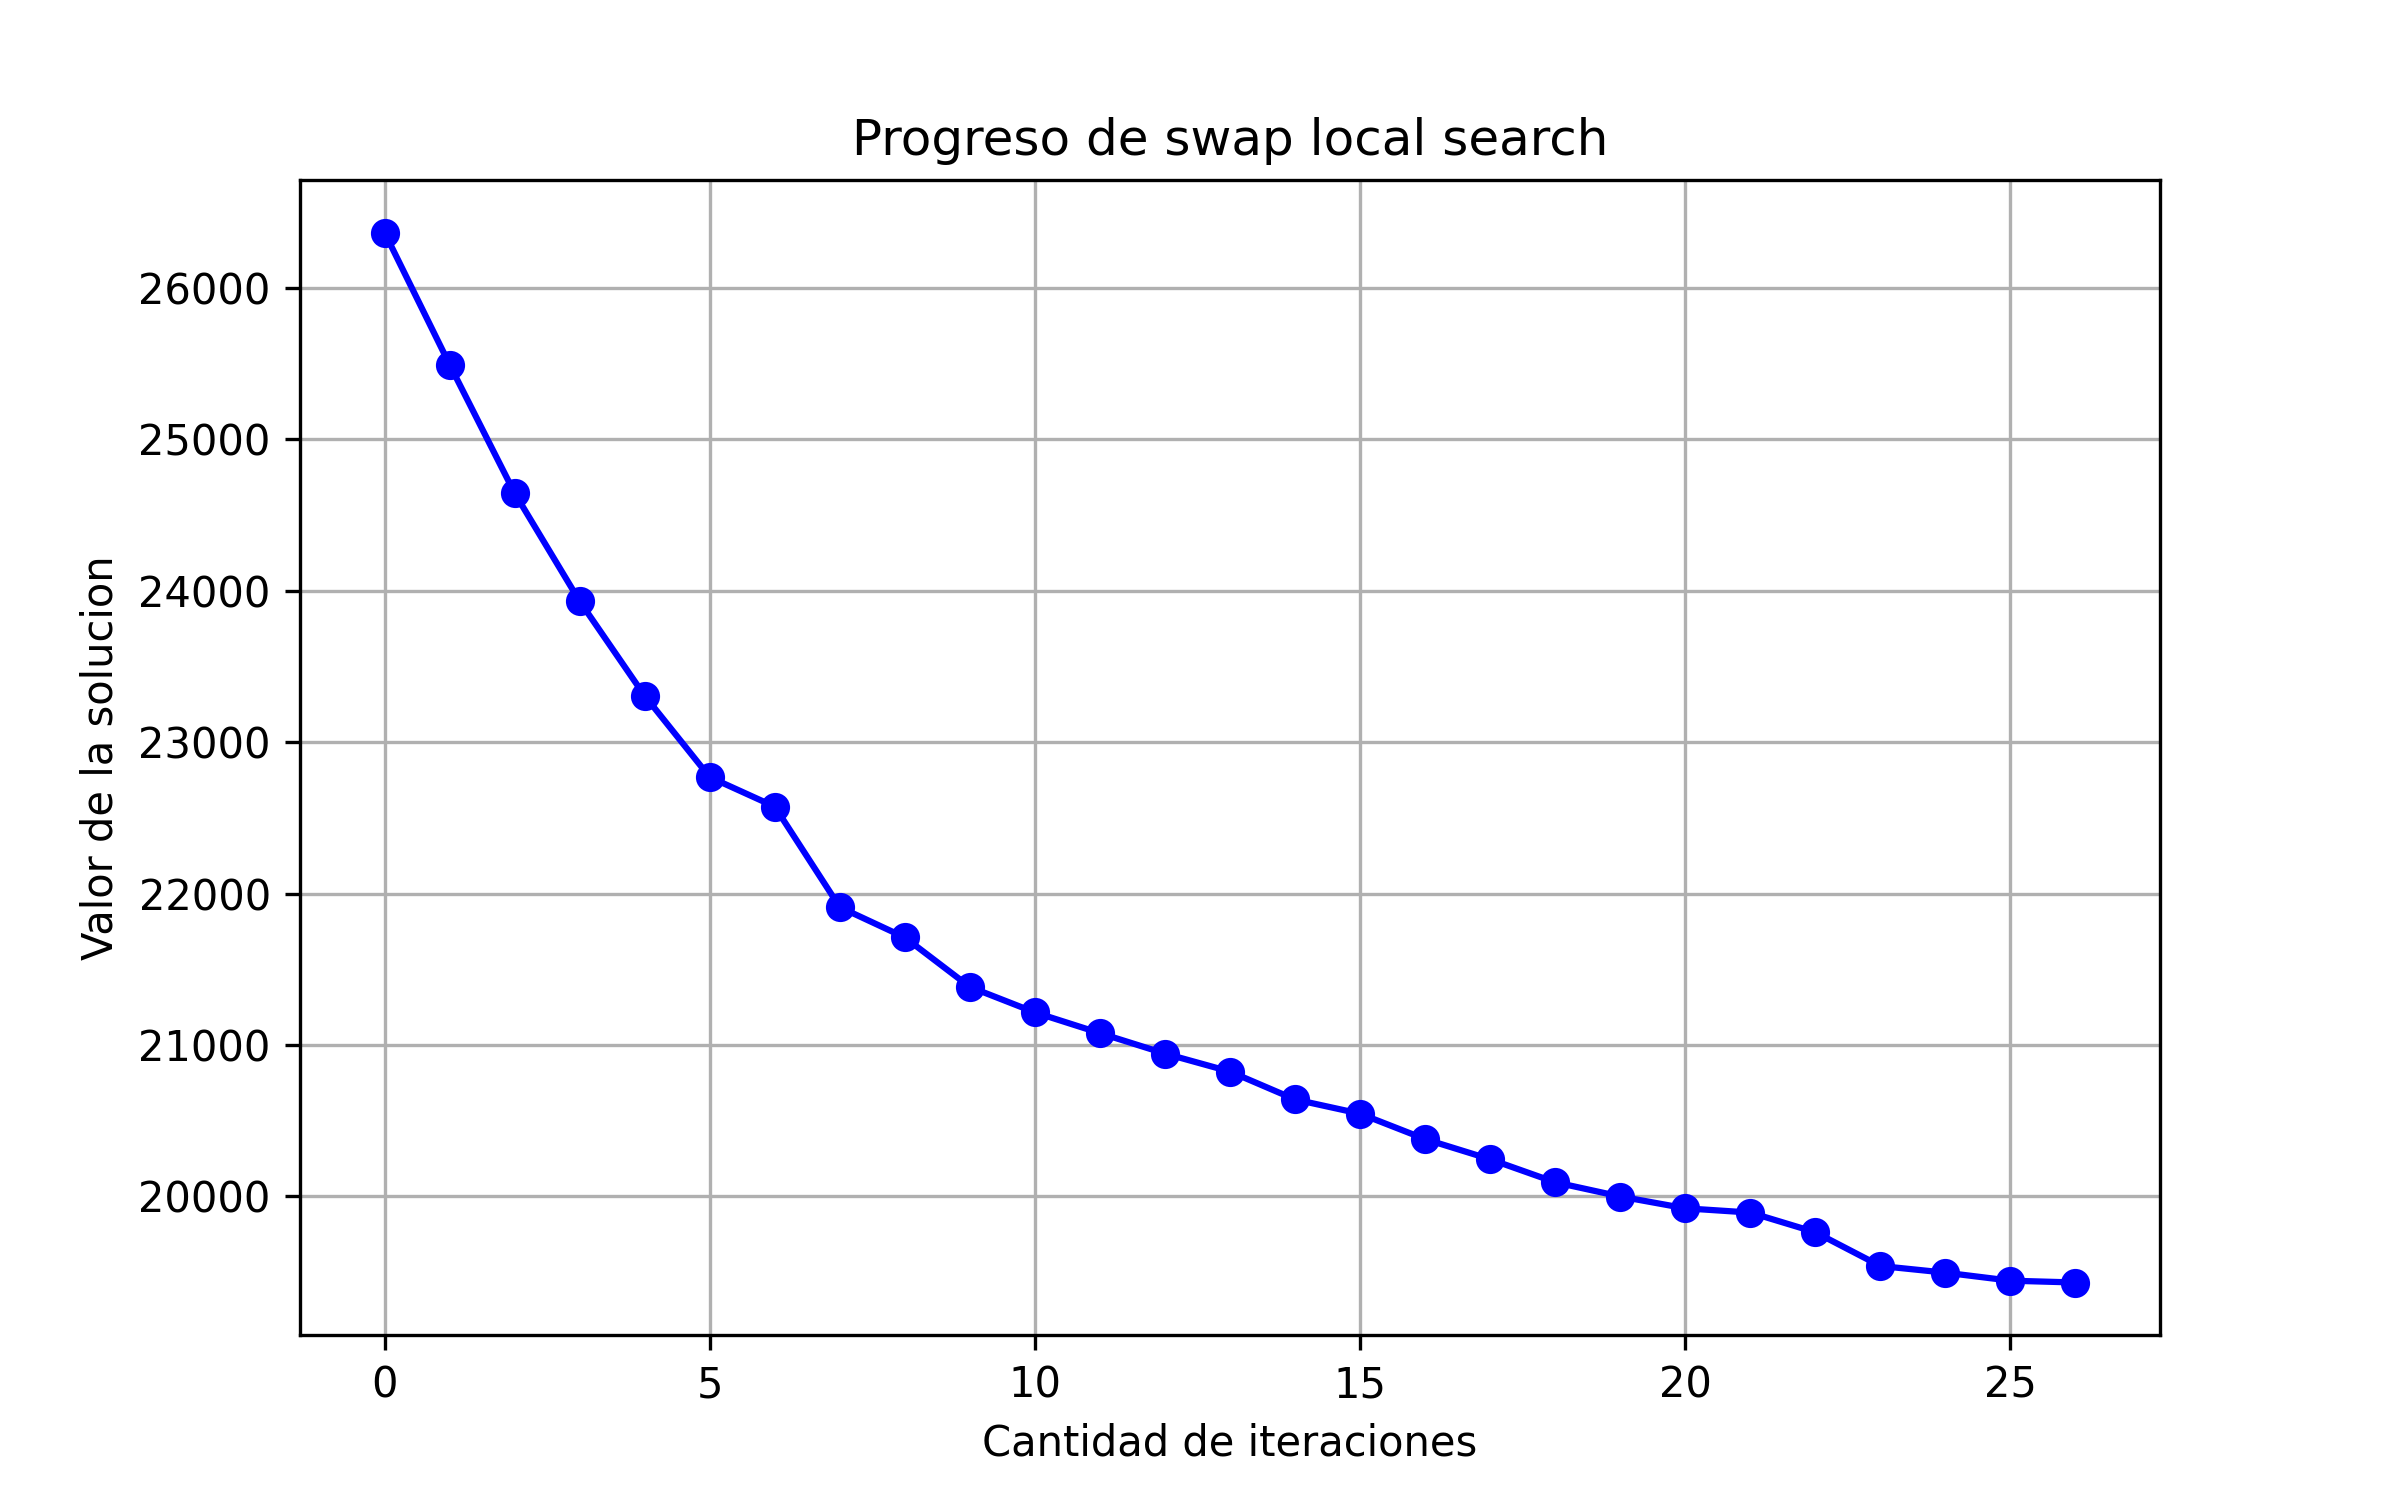 Progreso de swap local search
Valor de la solucion
26000
25000
24000
23000
22000
21000
20000
0 5 10 15 20 25
Cantidad de iteraciones